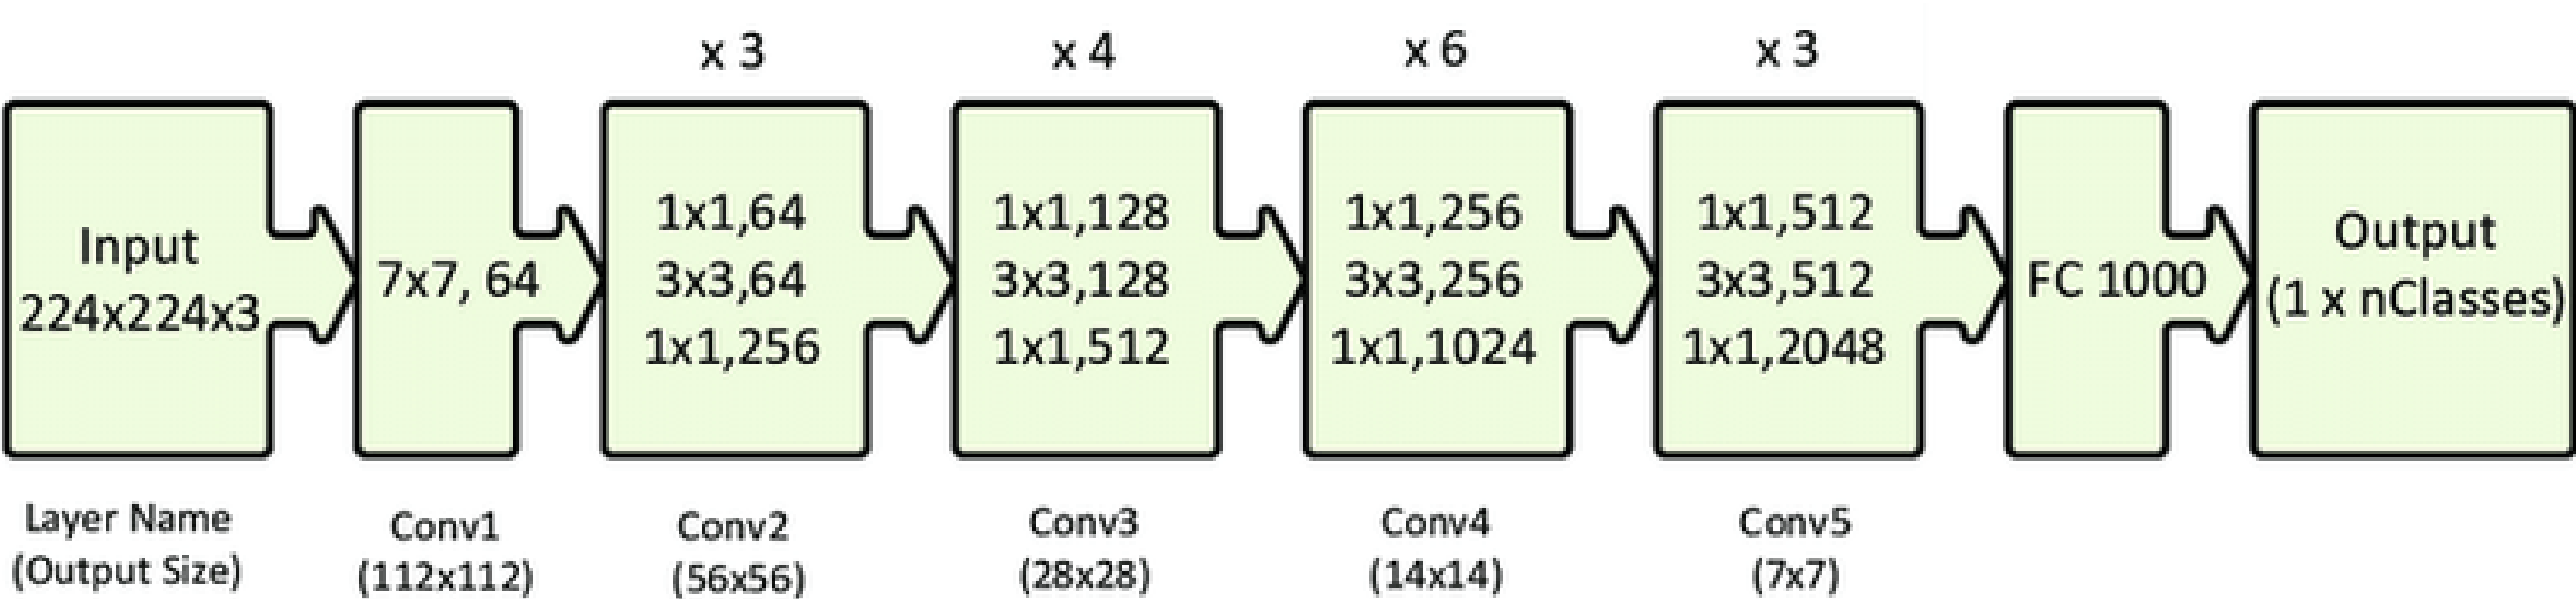 x 3
x 4
x 6
x 3
Input
224x224x3
7x7, 64
1x1,64
3x3,64
1x1,256
1x1,128
3x3,128
1x1,512
1x1,256
3x3,256
1x1,1024
1x1,512
3x3,512
1x1,2048
FC 1000
Output
(1 x nClasses)
Layer Name
(Output Size)
Conv1
(112x112)
Conv2
(56x56)
Conv3
(28x28)
Conv4
(14x14)
Conv5
(7x7)